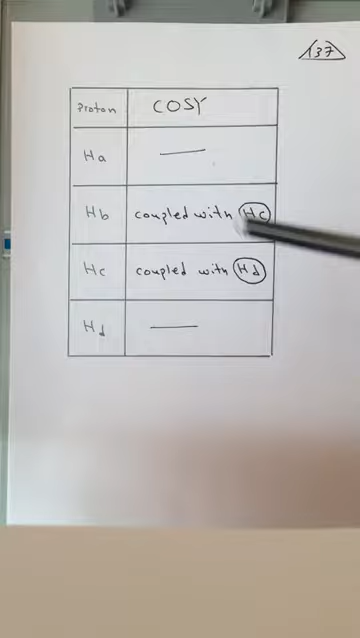 137
Proton COSY
Ha —
Hb coupled with Hc
Hc coupled with Hd
Hd —